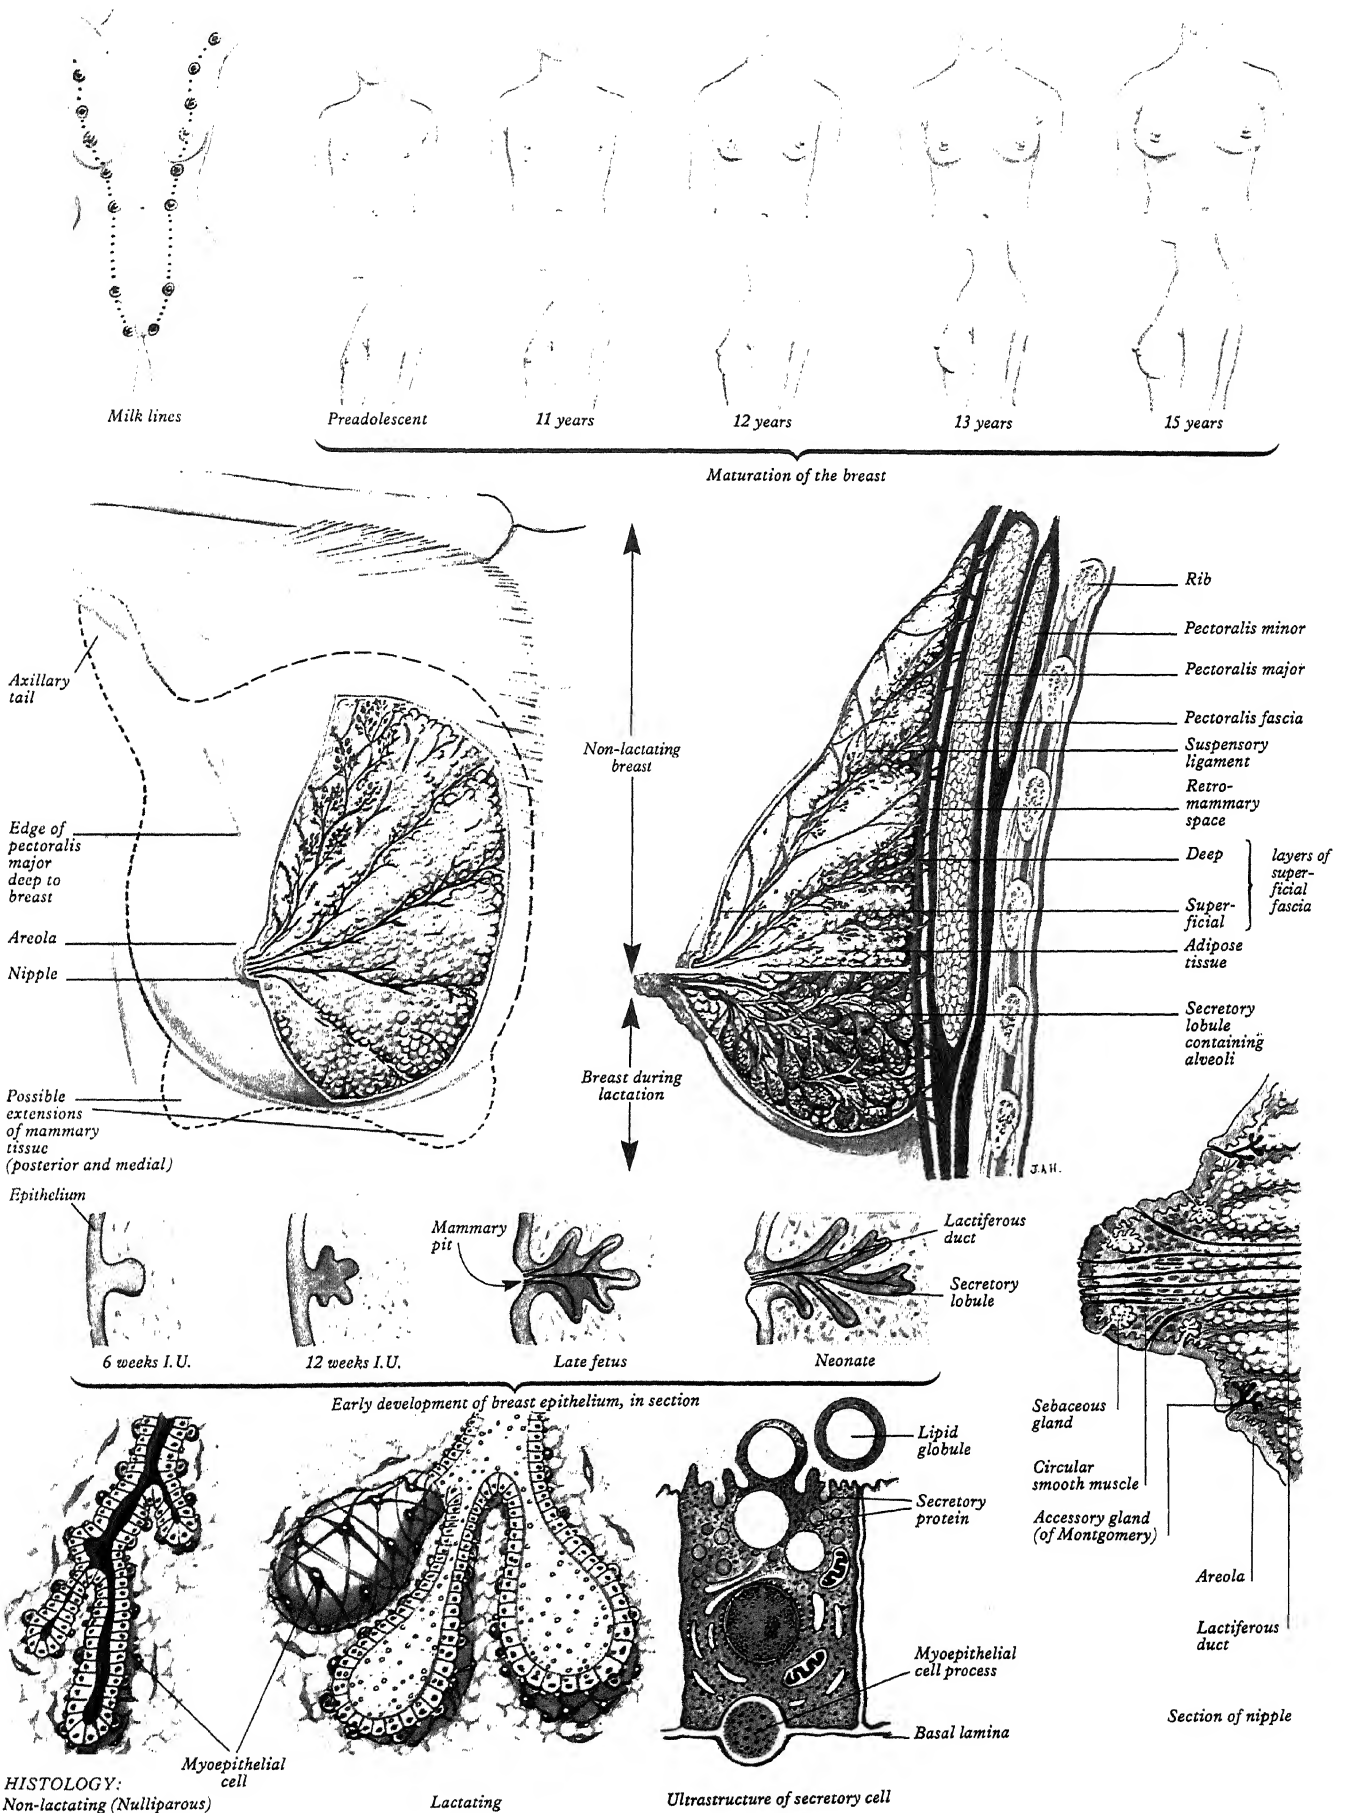 Milk lines
Preadolescent
11 years
12 years
13 years
15 years
Maturation of the breast
Axillary
tail
Edge of
pectoralis
major
deep to
breast
Areola
Nipple
Possible
extensions
of mammary
tissue
(posterior and medial)
Non-lactating
breast
Breast during
lactation
Rib
Pectoralis minor
Pectoralis major
Pectoralis fascia
Suspensory
ligament
Retro-
mammary
space
Deep
Super-
ficial
layers of
super-
ficial
fascia
Adipose
tissue
Secretory
lobule
containing
alveoli
J.A.H.
Epithelium
Mammary
pit
Lactiferous
duct
Secretory
lobule
6 weeks I.U.
12 weeks I.U.
Late fetus
Neonate
Early development of breast epithelium, in section
Sebaceous
gland
Circular
smooth muscle
Accessory gland
(of Montgomery)
Areola
Lactiferous
duct
Section of nipple
Lipid
globule
Secretory
protein
Myoepithelial
cell process
Basal lamina
Myoepithelial
cell
HISTOLOGY:
Non-lactating (Nulliparous)
Lactating
Ultrastructure of secretory cell